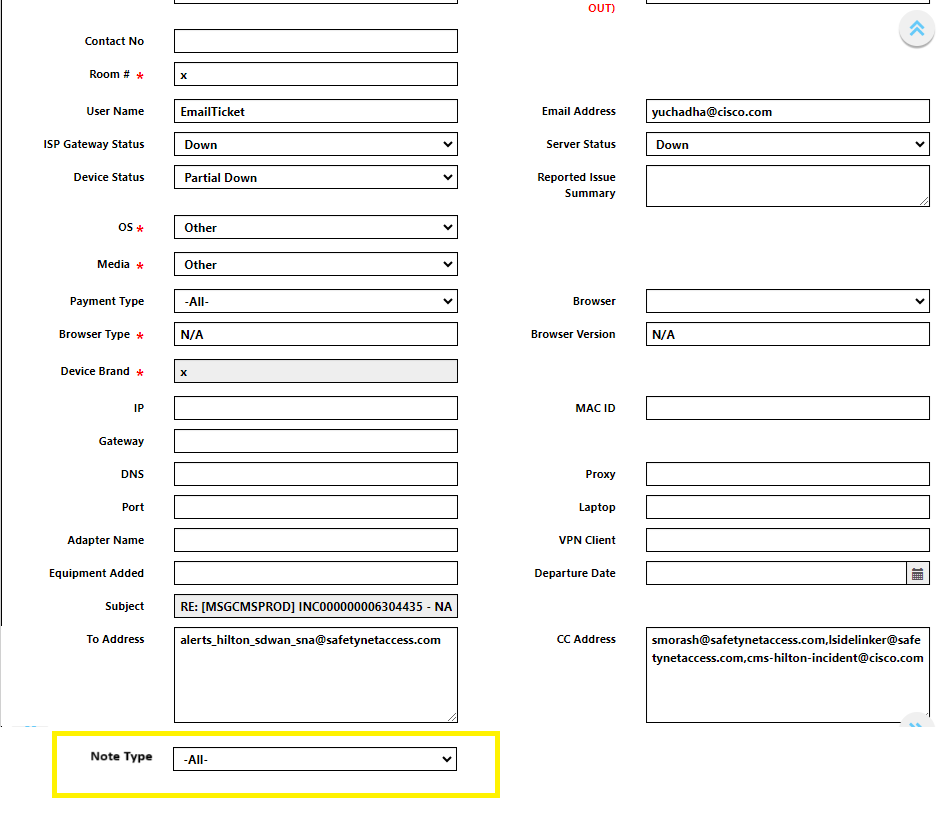 OUT)
Contact No
Room # * x
User Name EmailTicket Email Address yuchadha@cisco.com
ISP Gateway Status Down Server Status Down
Device Status Partial Down Reported Issue
Summary
OS * Other
Media * Other
Payment Type -All- Browser
Browser Type * N/A Browser Version N/A
Device Brand * x
IP MAC ID
Gateway
DNS Proxy
Port Laptop
Adapter Name VPN Client
Equipment Added Departure Date
Subject RE: [MSGCMSPROD] INC000000006304435 - NA
To Address alerts_hilton_sdwan_sna@safetynetaccess.com CC Address smorash@safetynetaccess.com,lsidelinker@safe
tynetaccess.com,cms-hilton-incident@cisco.com
Note Type -All-